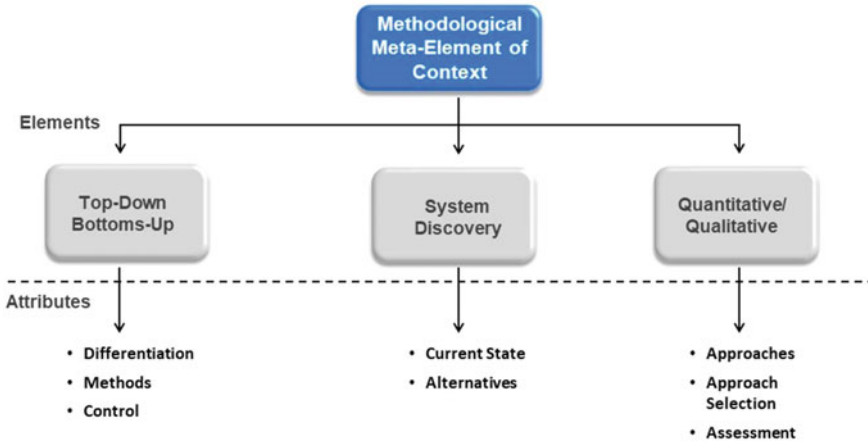 Methodological
Meta-Element of
Context
Elements
Top-Down
Bottoms-Up
System
Discovery
Quantitative/
Qualitative
Attributes
• Differentiation
• Methods
• Control
• Current State
• Alternatives
• Approaches
• Approach
Selection
• Assessment